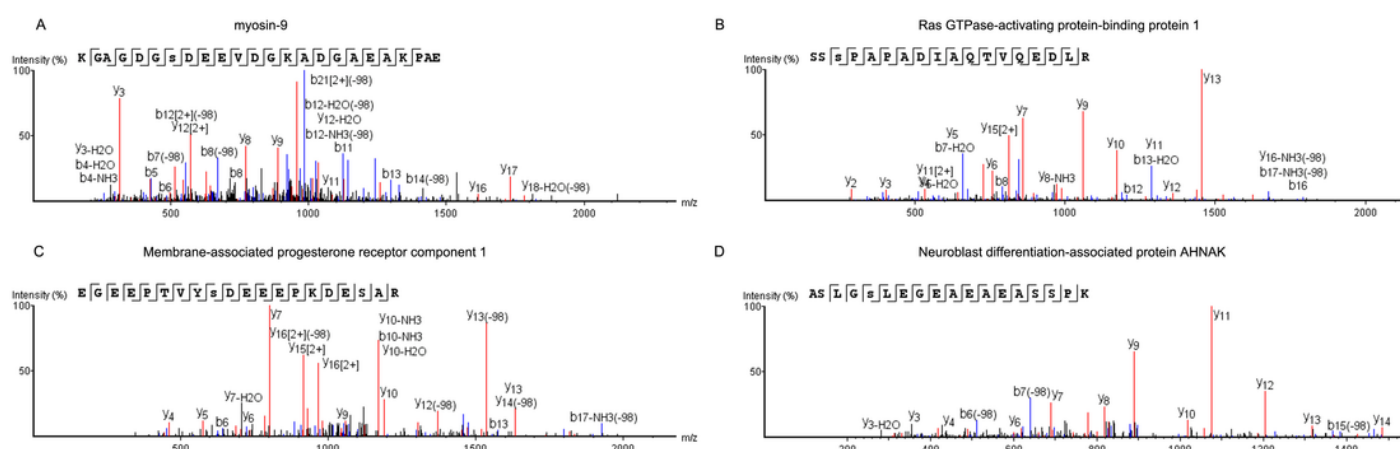 A myosin-9
K GAGDGsDEEVDGKADGAEAKPAE
Intensity (%)
100
50
y3
y3-H2O
b4-H2O
b4-NH3
b5
b7(-98)
b6
b12[2+](-98)
y12[2+]
b8(-98)
b8
y8
y9
b21[2+](-98)
b12-H2O(-98)
y12-H2O
b12-NH3(-98)
b11
y11
b13
b14(-98)
y16
y17
y18-H2O(-98)
500 1000 1500 2000 m/z
B Ras GTPase-activating protein-binding protein 1
SSsPAPADIAQTVQEDLR
Intensity (%)
100
50
y2
y3
y11[2+]
y5
b7-H2O
y6
b8
y15[2+]
y7
y8-NH3
y9
y10
b12
y11
b13-H2O
y12
y13
y16-NH3(-98)
b17-NH3(-98)
b16
500 1000 1500 2000 m/z
C Membrane-associated progesterone receptor component 1
EGEEPTVYsDEEEPKDESAR
Intensity (%)
100
50
y4
y5
b6
y7-H2O
y6
y7
y16[2+](-98)
y15[2+]
y16[2+]
y9
y10-NH3
b10-NH3
y10-H2O
y10
y12(-98)
y13(-98)
b13
y13
y14(-98)
b17-NH3(-98)
500 1000 1500 2000 m/z
D Neuroblast differentiation-associated protein AHNAK
ASLGsLEGEAEAEASSPK
Intensity (%)
100
50
y3-H2O
y3
y4
b6(-98)
y6
b7(-98)
y7
y8
y9
y10
y11
y12
y13
b15(-98)
y14
200 400 600 800 1000 1200 1400 m/z